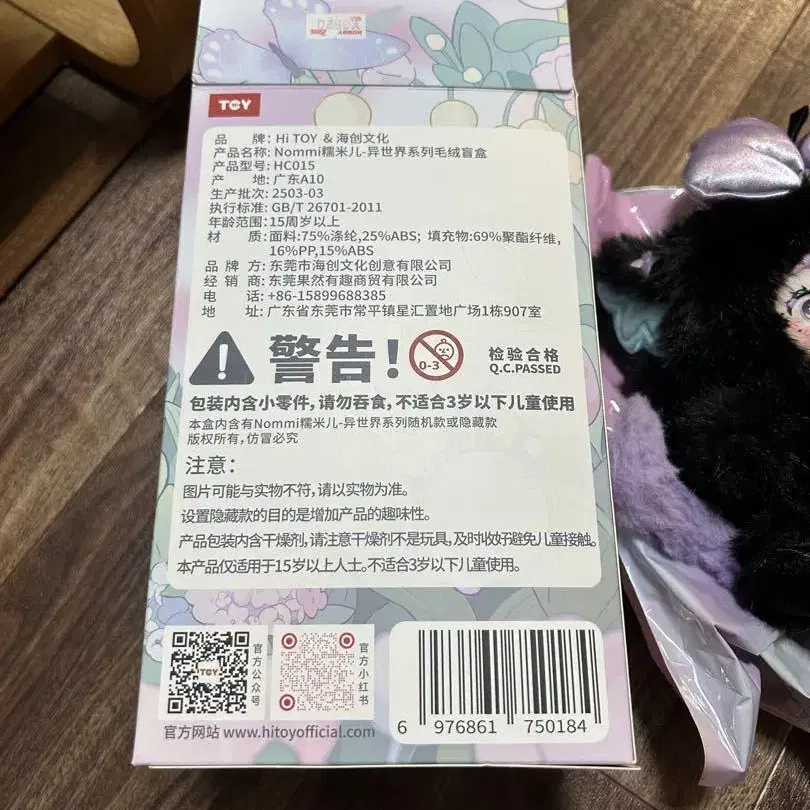 TOY
品 牌：Hi TOY & 海创文化
产品名称：Nommi糯米儿-异世界系列毛绒盲盒
产品型号：HC015
产 地：广东A10
生产批次：2503-03
执行标准：GB/T 26701-2011
年龄范围：15周岁以上
材 质：面料:75%涤纶,25%ABS；填充物:69%聚酯纤维，
16%PP,15%ABS
品 牌 方：东莞市海创文化创意有限公司
经 销 商：东莞果然有趣商贸有限公司
电 话：+86-15899688385
地 址：广东省东莞市常平镇星汇置地广场1栋907室
警告！
0-3
检验合格
Q.C.PASSED
包装内含小零件，请勿吞食，不适合3岁以下儿童使用
本盒内含有Nommi糯米儿-异世界系列随机款或隐藏款
版权所有，仿冒必究
注意：
图片可能与实物不符，请以实物为准。
设置隐藏款的目的是增加产品的趣味性。
产品包装内含干燥剂，请注意干燥剂不是玩具，及时收好避免儿童接触。
本产品仅适用于15岁以上人士。不适合3岁以下儿童使用。
TOY
官方公众号
官方小红书
官方网站 www.hitoyofficial.com
6 976861 750184